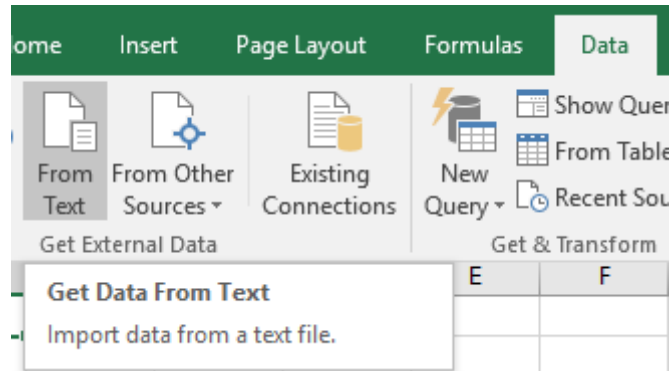 ome Insert Page Layout Formulas Data
From Text
From Other Sources
Existing Connections
New Query
Show Quer
From Table
Recent Sou
Get External Data
Get & Transform
E F
Get Data From Text
Import data from a text file.